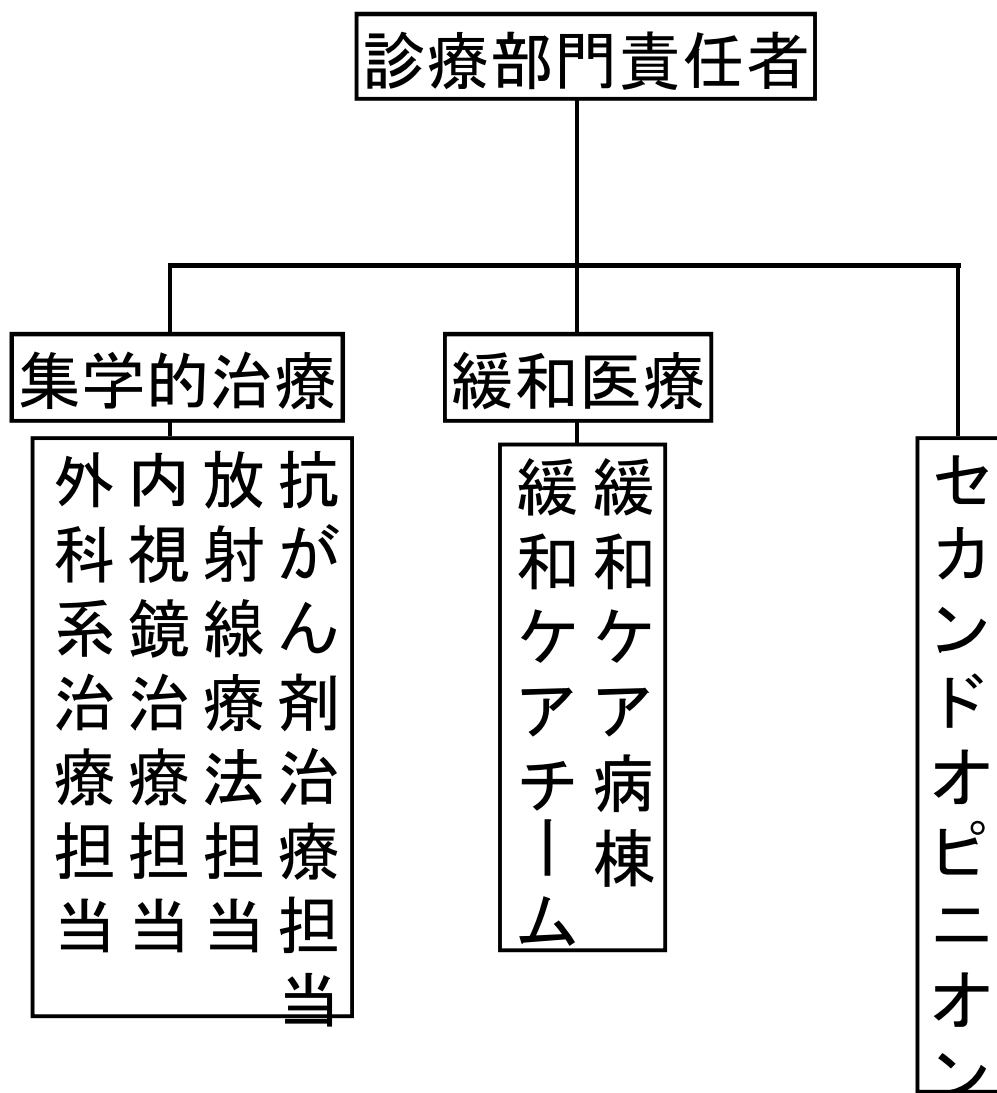 診療部門責任者
集学的治療
抗がん剤治療担当
放射線療法担当
内視鏡治療担当
外科系治療担当
緩和医療
緩和ケア病棟
緩和ケアチーム
セカンドオピニオン